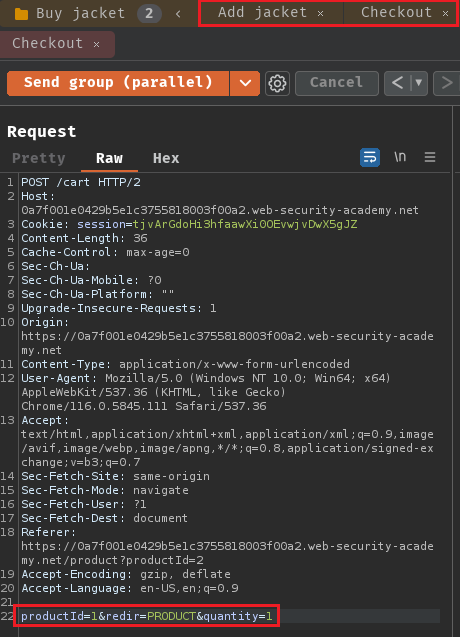 Buy jacket 2 < Add jacket × Checkout ×
Checkout ×
Send group (parallel) Cancel < >
Request
Pretty Raw Hex \n
1 POST /cart HTTP/2
2 Host:
0a7f001e0429b5e1c3755818003f00a2.web-security-academy.net
3 Cookie: session=tjvArGdoHi3hfaawXi0OEvwjvDwX5gJZ
4 Content-Length: 36
5 Cache-Control: max-age=0
6 Sec-Ch-Ua:
7 Sec-Ch-Ua-Mobile: ?0
8 Sec-Ch-Ua-Platform: ""
9 Upgrade-Insecure-Requests: 1
10 Origin:
https://0a7f001e0429b5e1c3755818003f00a2.web-security-acade
my.net
11 Content-Type: application/x-www-form-urlencoded
12 User-Agent: Mozilla/5.0 (Windows NT 10.0; Win64; x64)
AppleWebKit/537.36 (KHTML, like Gecko)
Chrome/116.0.5845.111 Safari/537.36
13 Accept:
text/html,application/xhtml+xml,application/xml;q=0.9,image
/avif,image/webp,image/apng,*/*;q=0.8,application/signed-ex
change;v=b3;q=0.7
14 Sec-Fetch-Site: same-origin
15 Sec-Fetch-Mode: navigate
16 Sec-Fetch-User: ?1
17 Sec-Fetch-Dest: document
18 Referer:
https://0a7f001e0429b5e1c3755818003f00a2.web-security-acade
my.net/product?productId=2
19 Accept-Encoding: gzip, deflate
20 Accept-Language: en-US,en;q=0.9
21
22 productId=1&redir=PRODUCT&quantity=1